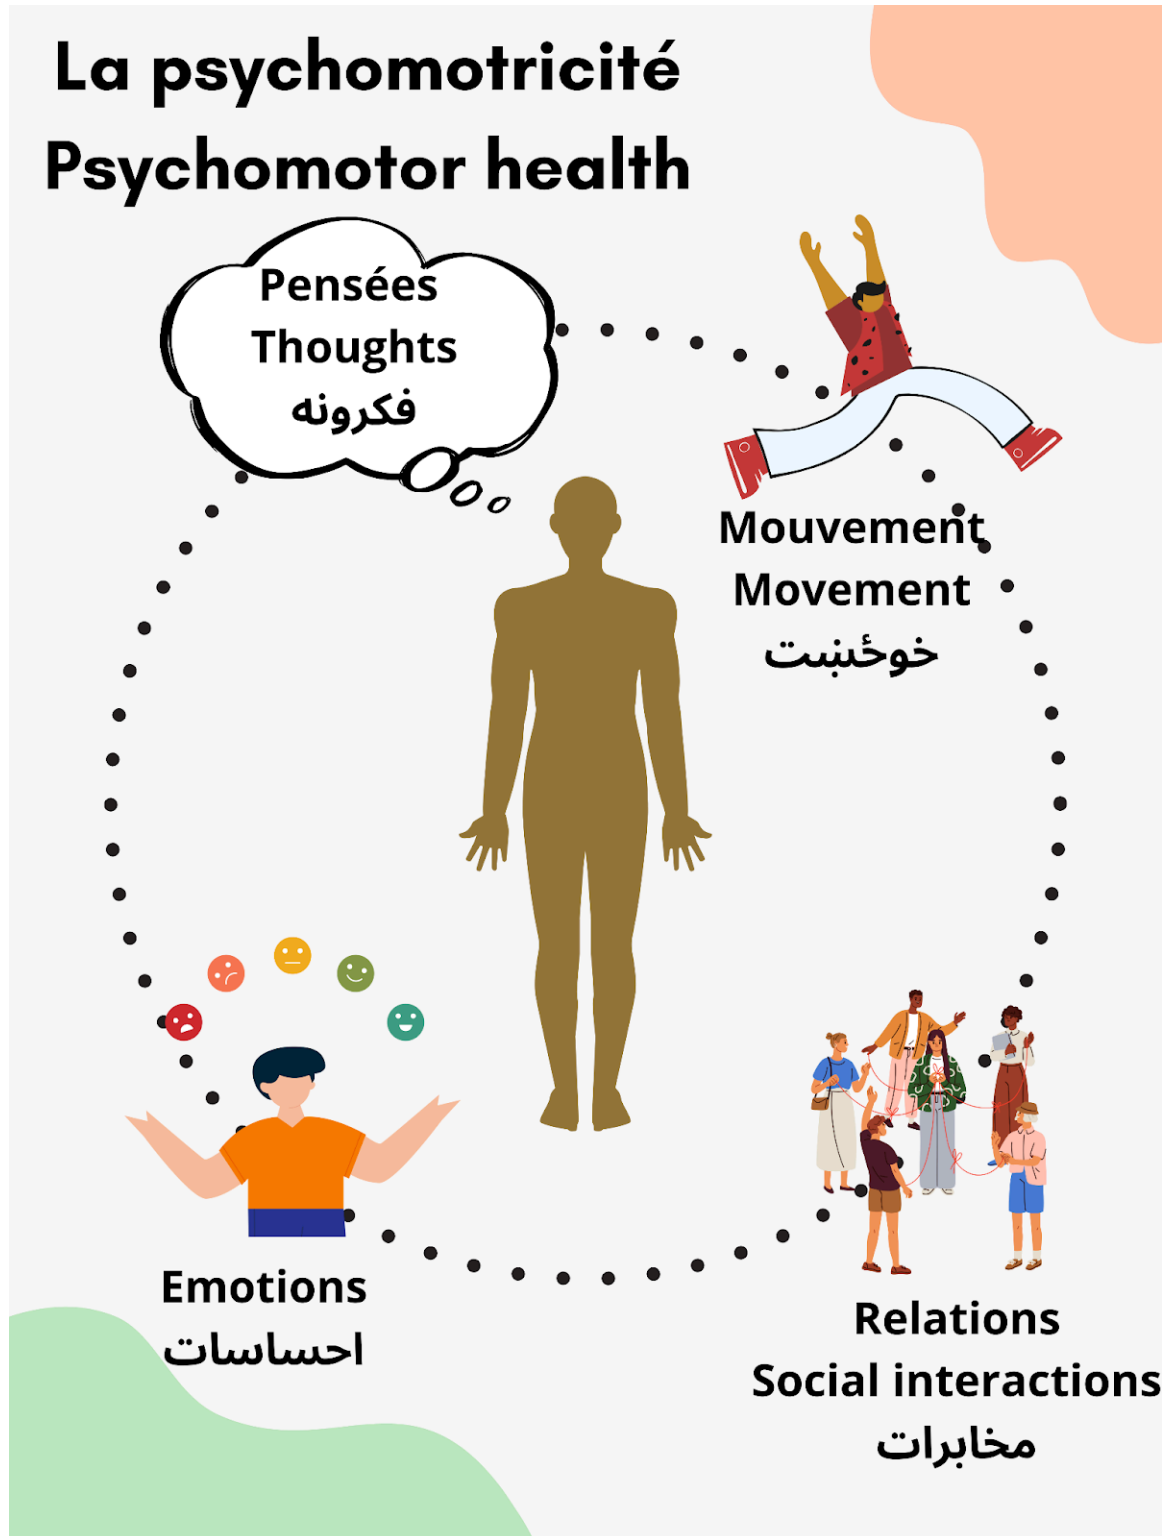 La psychomotricité
Psychomotor health
Pensées
Thoughts
فکرونه
Mouvement
Movement
خوځښت
Emotions
احساسات
Relations
Social interactions
مخابرات